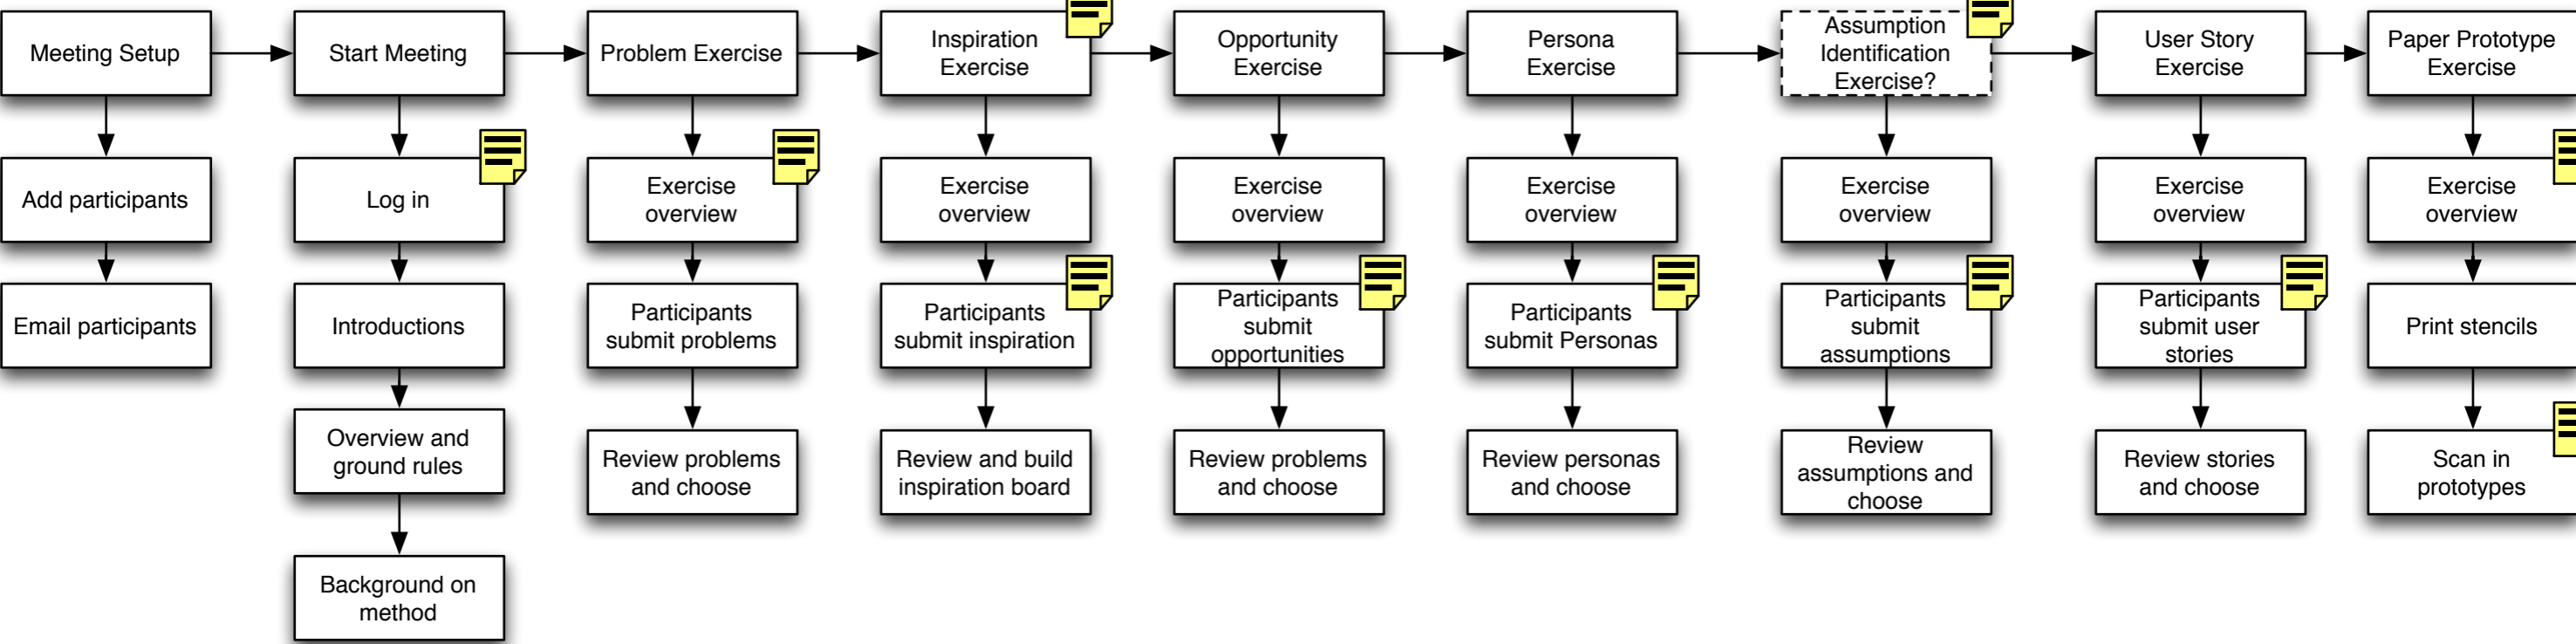 Meeting Setup
Start Meeting
Problem Exercise
Inspiration
Exercise
Opportunity
Exercise
Persona
Exercise
Assumption
Identification
Exercise?
User Story
Exercise
Paper Prototype
Exercise
Add participants
Log in
Exercise
overview
Exercise
overview
Exercise
overview
Exercise
overview
Exercise
overview
Exercise
overview
Exercise
overview
Email participants
Introductions
Participants
submit problems
Participants
submit inspiration
Participants
submit
opportunities
Participants
submit Personas
Participants
submit
assumptions
Participants
submit user
stories
Print stencils
Overview and
ground rules
Review problems
and choose
Review and build
inspiration board
Review problems
and choose
Review personas
and choose
Review
assumptions and
choose
Review stories
and choose
Scan in
prototypes
Background on
method